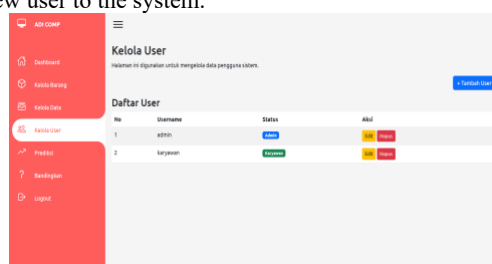 ew user to the system.
ADI COMP
Dashboard
Kelola Barang
Kelola Data
Kelola User
Prediksi
Bandingkan
Logout
Kelola User
Halaman ini digunakan untuk mengelola data pengguna sistem.
+ Tambah User
Daftar User
No Username Status Aksi
1 admin Admin Edit Hapus
2 karyawan Karyawan Edit Hapus